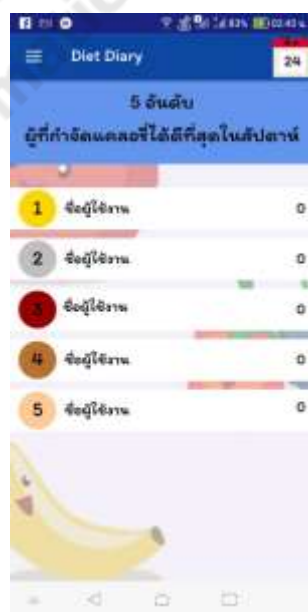 Diet Diary
24
5 อันดับ
ผู้ที่กำจัดแคลอรี่ได้ดีที่สุดในสัปดาห์
1 ชื่อผู้ใช้งาน 0
2 ชื่อผู้ใช้งาน 0
3 ชื่อผู้ใช้งาน 0
4 ชื่อผู้ใช้งาน 0
5 ชื่อผู้ใช้งาน 0